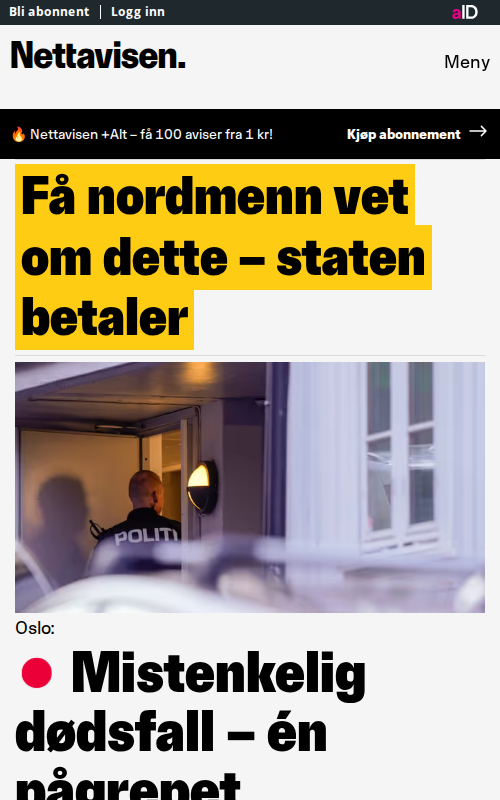 Bli abonnent | Logg inn
aID
Nettavisen.
Meny
🔥 Nettavisen +Alt – få 100 aviser fra 1 kr!
Kjøp abonnement →
Få nordmenn vet
om dette – staten
betaler
POLITI
Oslo:
Mistenkelig
dødsfall – én
pågrepet